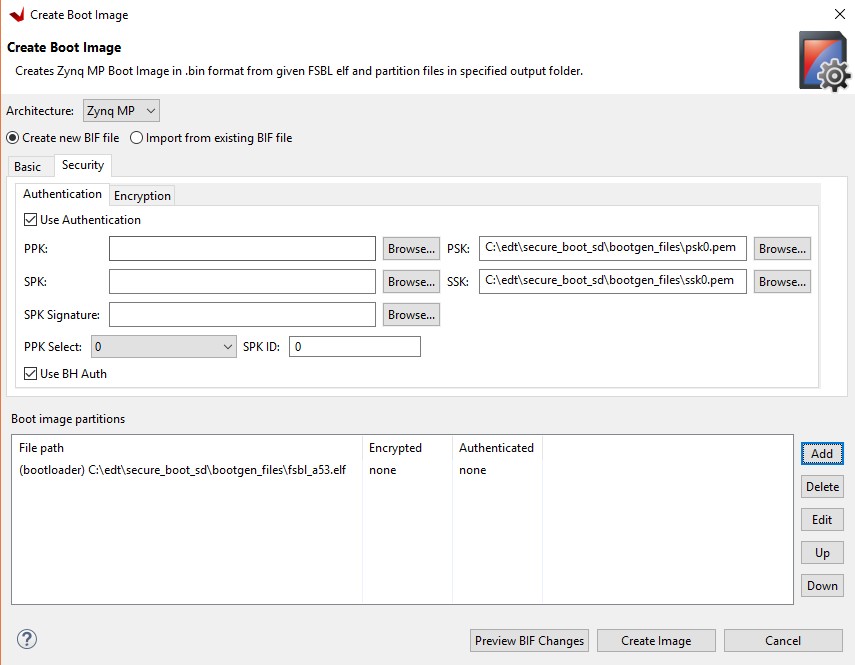 Create Boot Image
Create Boot Image
Creates Zynq MP Boot Image in .bin format from given FSBL elf and partition files in specified output folder.
Architecture: Zynq MP
Create new BIF file Import from existing BIF file
Basic Security
Authentication Encryption
Use Authentication
PPK: Browse... PSK: C:\edt\secure_boot_sd\bootgen_files\psk0.pem Browse...
SPK: Browse... SSK: C:\edt\secure_boot_sd\bootgen_files\ssk0.pem Browse...
SPK Signature: Browse...
PPK Select: 0 SPK ID: 0
Use BH Auth
Boot image partitions
File path Encrypted Authenticated
(bootloader) C:\edt\secure_boot_sd\bootgen_files\fsbl_a53.elf none none
Add
Delete
Edit
Up
Down
? Preview BIF Changes Create Image Cancel